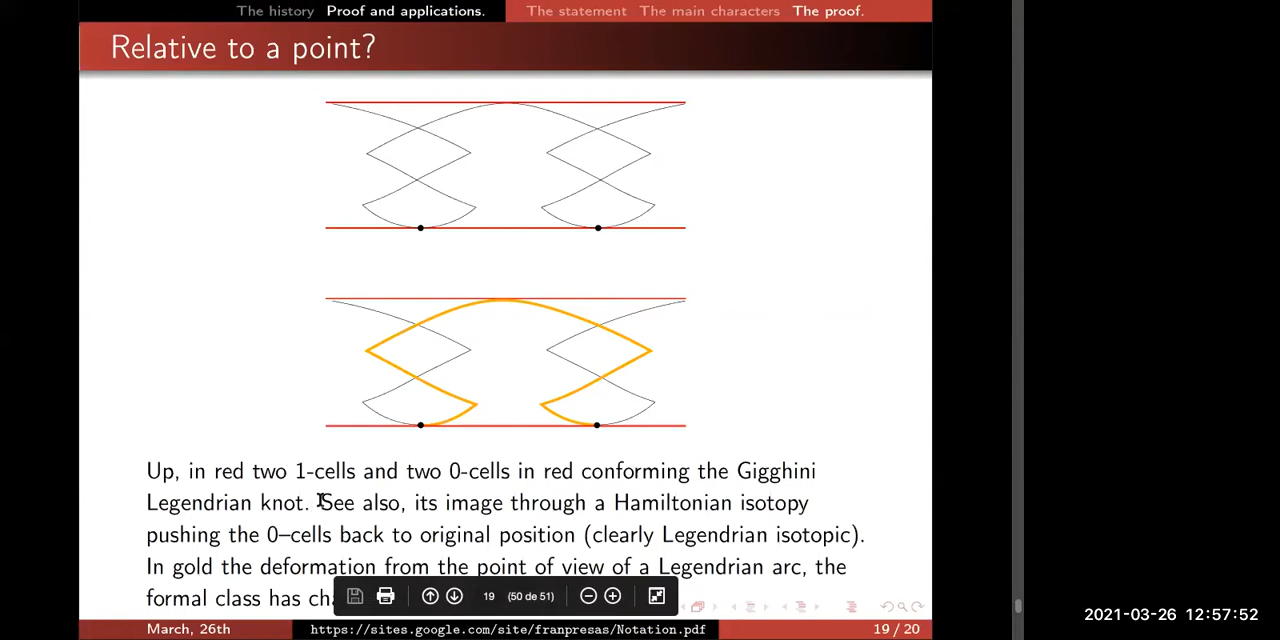 The history Proof and applications. The statement The main characters The proof.
Relative to a point?
Up, in red two 1-cells and two 0-cells in red conforming the Gigghini
Legendrian knot. See also, its image through a Hamiltonian isotopy
pushing the 0–cells back to original position (clearly Legendrian isotopic).
In gold the deformation from the point of view of a Legendrian arc, the
formal class has
19 (50 de 51)
March, 26th https://sites.google.com/site/franpresas/Notation.pdf 19 / 20
2021-03-26 12:57:52